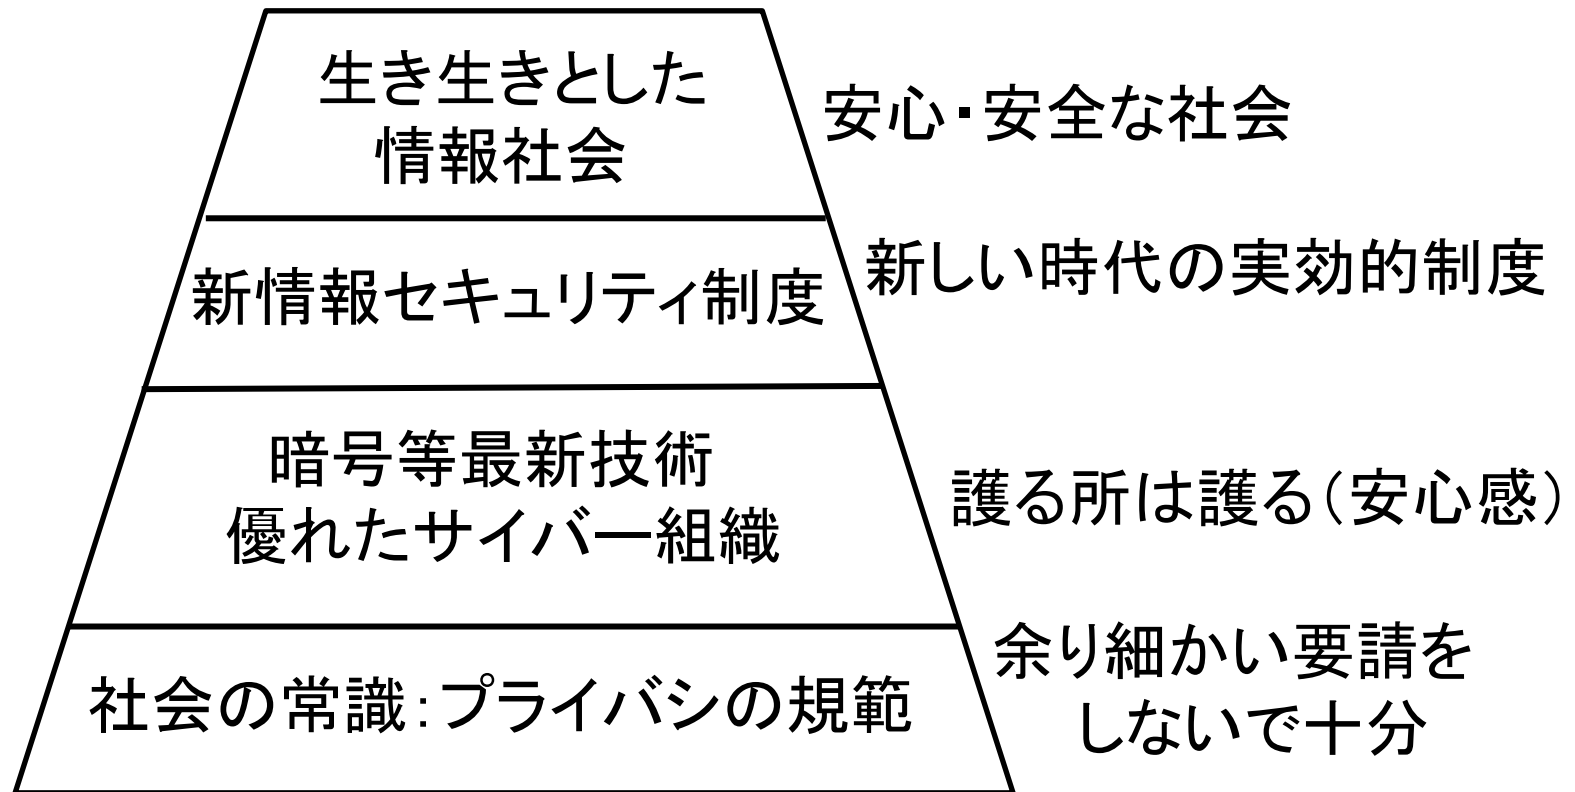 生き生きとした
情報社会
安心・安全な社会
新情報セキュリティ制度
新しい時代の実効的制度
暗号等最新技術
優れたサイバー組織
護る所は護る(安心感)
社会の常識:プライバシの規範
余り細かい要請を
しないで十分